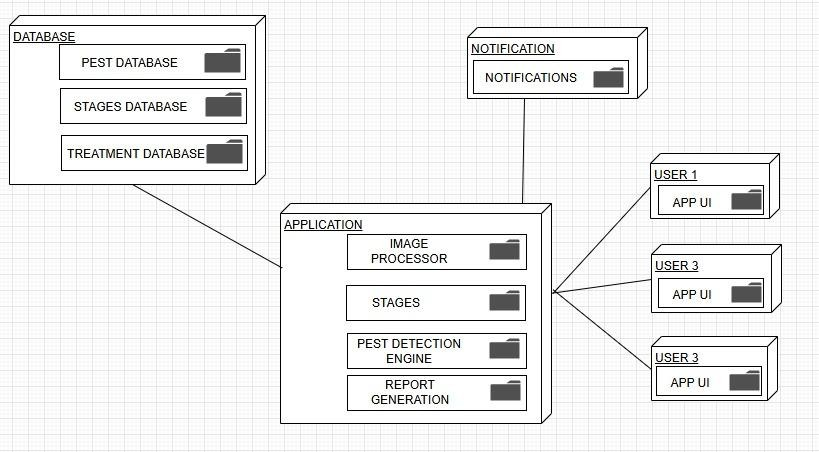 DATABASE
PEST DATABASE
STAGES DATABASE
TREATMENT DATABASE
NOTIFICATION
NOTIFICATIONS
APPLICATION
IMAGE
PROCESSOR
STAGES
PEST DETECTION
ENGINE
REPORT
GENERATION
USER 1
APP UI
USER 3
APP UI
USER 3
APP UI